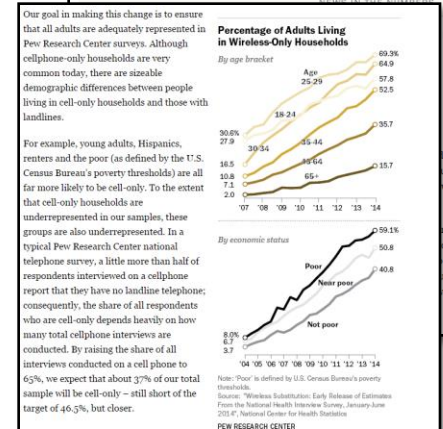 Our goal in making this change is to ensure
that all adults are adequately represented in
Pew Research Center surveys. Although
cellphone-only households are very
common today, there are sizeable
demographic differences between people
living in cell-only households and those with
landlines.
For example, young adults, Hispanics,
renters and the poor (as defined by the U.S.
Census Bureau's poverty thresholds) are all
far more likely to be cell-only. To the extent
that cell-only households are
underrepresented in our samples, these
groups are also underrepresented. In a
typical Pew Research Center national
telephone survey, a little more than half of
respondents interviewed on a cellphone
report that they have no landline telephone;
consequently, the share of all respondents
who are cell-only depends heavily on how
many total cellphone interviews are
conducted. By raising the share of all
interviews conducted on a cell phone to
65%, we expect that about 37% of our total
sample will be cell-only – still short of the
target of 46.5%, but closer.
Percentage of Adults Living
in Wireless-Only Households
By age bracket
69.3%
64.9
57.8
52.5
35.7
15.7
Age
25-29
18-24
30-34
35-44
45-64
65+
30.6%
27.9
16.5
10.8
7.1
2.0
'07 '08 '09 '10 '11 '12 '13 '14
By economic status
59.1%
50.8
40.8
Poor
Near poor
Not poor
8.0%
6.7
3.7
'04 '05 '06 '07 '08 '09 '10 '11 '12 '13 '14
Note: "Poor" is defined by U.S. Census Bureau's poverty
thresholds.
Source: "Wireless Substitution: Early Release of Estimates
From the National Health Interview Survey, January-June
2014", National Center for Health Statistics
PEW RESEARCH CENTER